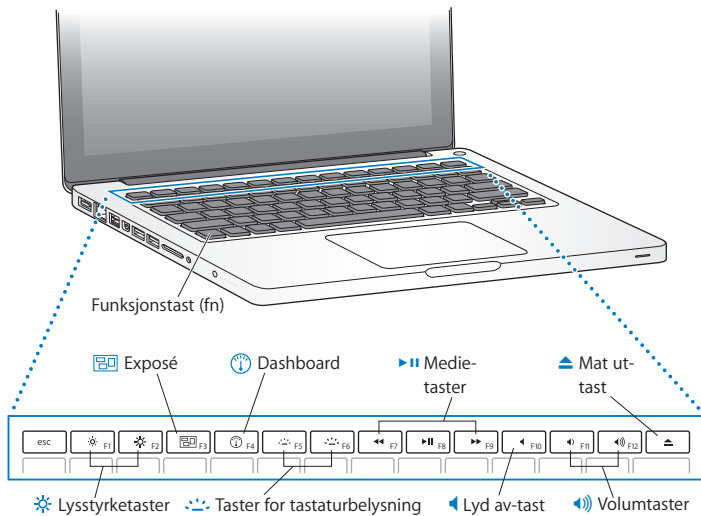 Funksjonstast (fn)
Exposé
Dashboard
Medie-
taster
Mat ut-
tast
esc F1 F2 F3 F4 F5 F6 F7 F8 F9 F10 F11 F12
Lysstyrketaster
Taster for tastaturbelysning
Lyd av-tast
Volumtaster